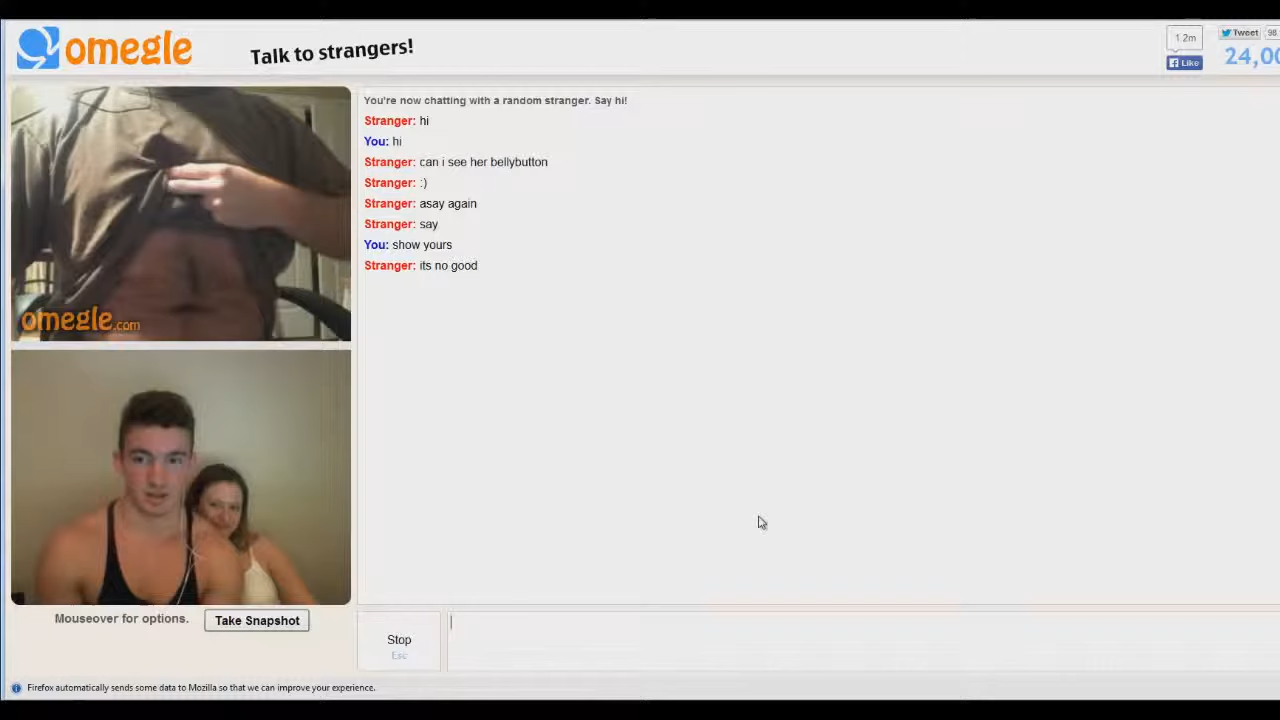 omegle
Talk to strangers!
1.2m
Tweet
98
Like
24,00
You're now chatting with a random stranger. Say hi!
Stranger: hi
You: hi
Stranger: can i see her bellybutton
Stranger: :)
Stranger: asay again
Stranger: say
You: show yours
Stranger: its no good
omegle.com
Mouseover for options.
Take Snapshot
Stop
Esc
Firefox automatically sends some data to Mozilla so that we can improve your experience.